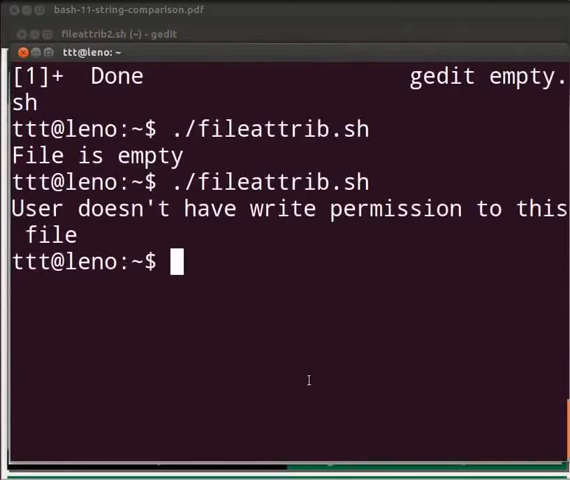 bash-11-string-comparison.pdf
fileattrib2.sh (~) - gedit
ttt@leno: ~
[1]+  Done                    gedit empty.
sh
ttt@leno:~$ ./fileattrib.sh
File is empty
ttt@leno:~$ ./fileattrib.sh
User doesn't have write permission to this
 file
ttt@leno:~$